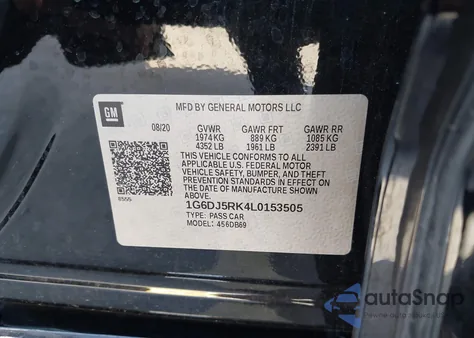 GM
MFD BY GENERAL MOTORS LLC
08/20 GVWR GAWR FRT GAWR RR
1974 KG 889 KG 1085 KG
4352 LB 1961 LB 2391 LB
THIS VEHICLE CONFORMS TO ALL
APPLICABLE U.S. FEDERAL MOTOR
VEHICLE SAFETY, BUMPER, AND
THEFT PREVENTION STANDARDS IN
EFFECT ON THE DATE OF MANUFACTURE SHOWN
ABOVE.
1G6DJ5RK4L0153505
TYPE: PASS CAR
MODEL: 456DB69
autoSnap